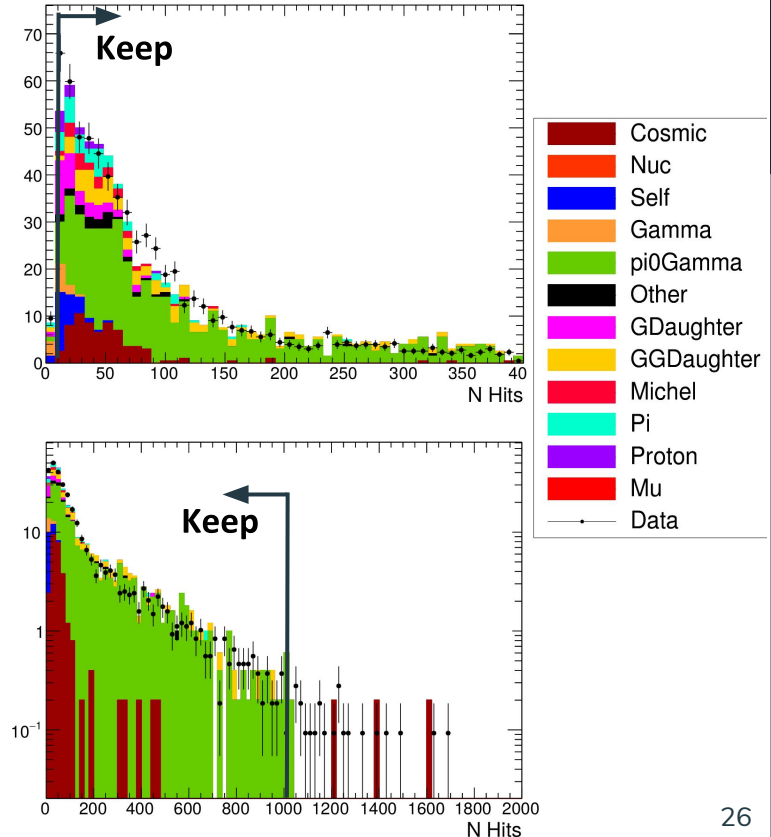 Keep
70
60
50
40
30
20
10
0
0 50 100 150 200 250 300 350 40
N Hits
Cosmic
Nuc
Self
Gamma
pi0Gamma
Other
GDaughter
GGDaughter
Michel
Pi
Proton
Mu
Data
Keep
10
1
10⁻¹
0 200 400 600 800 1000 1200 1400 1600 1800 2000
N Hits
26